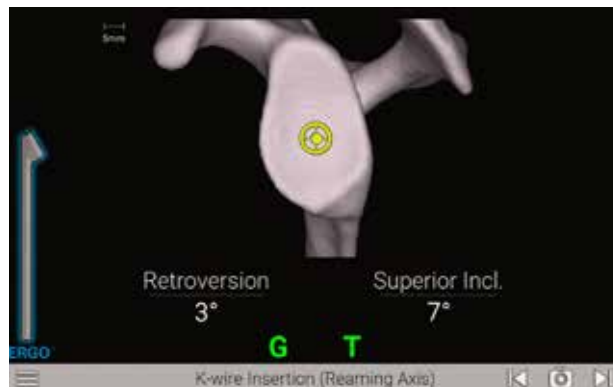 5mm
Retroversion
3°
Superior Incl.
7°
G
T
ERGO
K-wire Insertion (Reaming Axis)